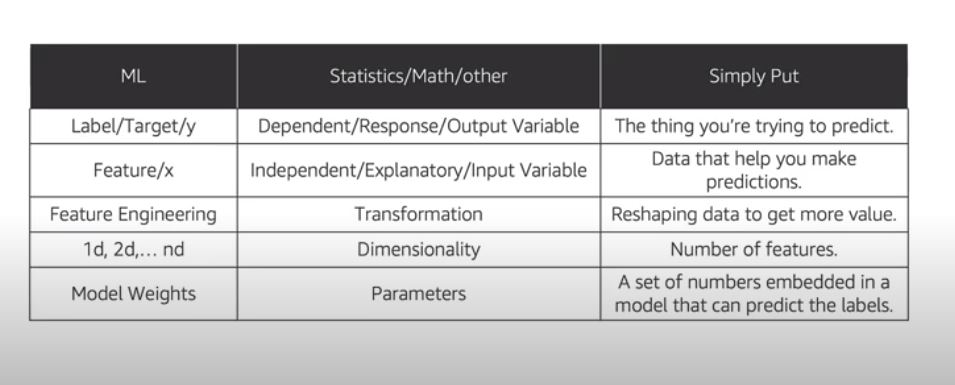 ML Statistics/Math/other Simply Put
Label/Target/y Dependent/Response/Output Variable The thing you're trying to predict.
Feature/x Independent/Explanatory/Input Variable Data that help you make
predictions.
Feature Engineering Transformation Reshaping data to get more value.
1d, 2d,... nd Dimensionality Number of features.
Model Weights Parameters A set of numbers embedded in a
model that can predict the labels.